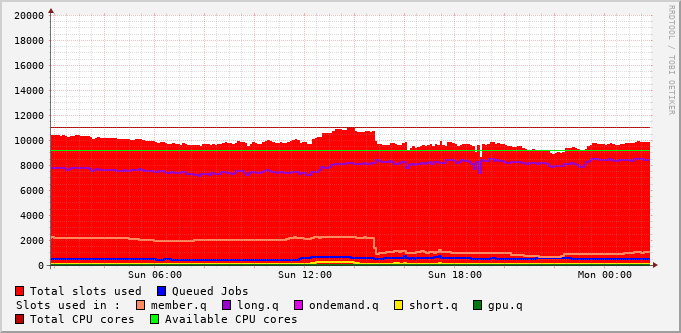 20000
18000
16000
14000
12000
10000
8000
6000
4000
2000
0
Sun 06:00 Sun 12:00 Sun 18:00 Mon 00:00
RRDTOOL / TOBI OETIKER
Total slots used Queued Jobs
Slots used in : member.q long.q ondemand.q short.q gpu.q
Total CPU cores Available CPU cores